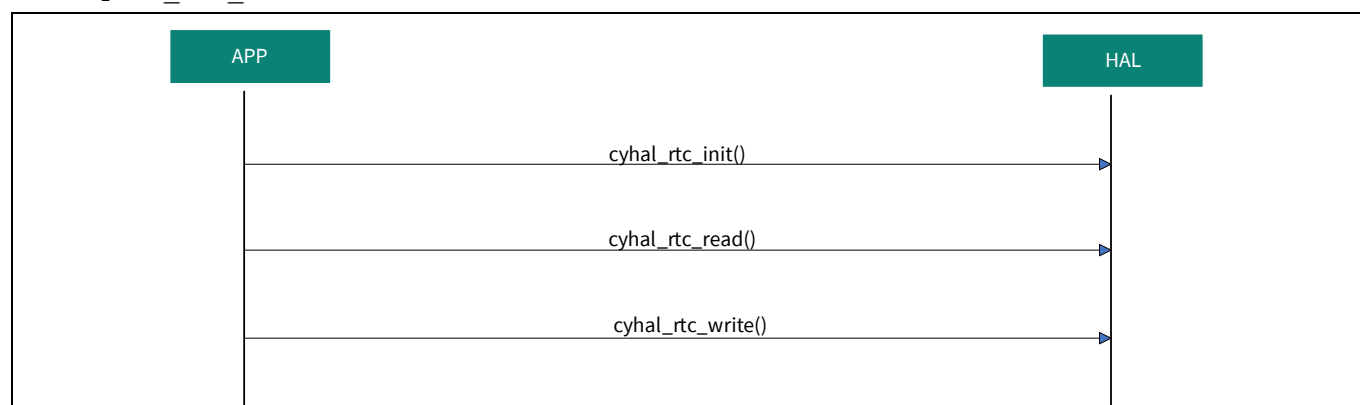 APP
HAL
cyhal_rtc_init()
cyhal_rtc_read()
cyhal_rtc_write()